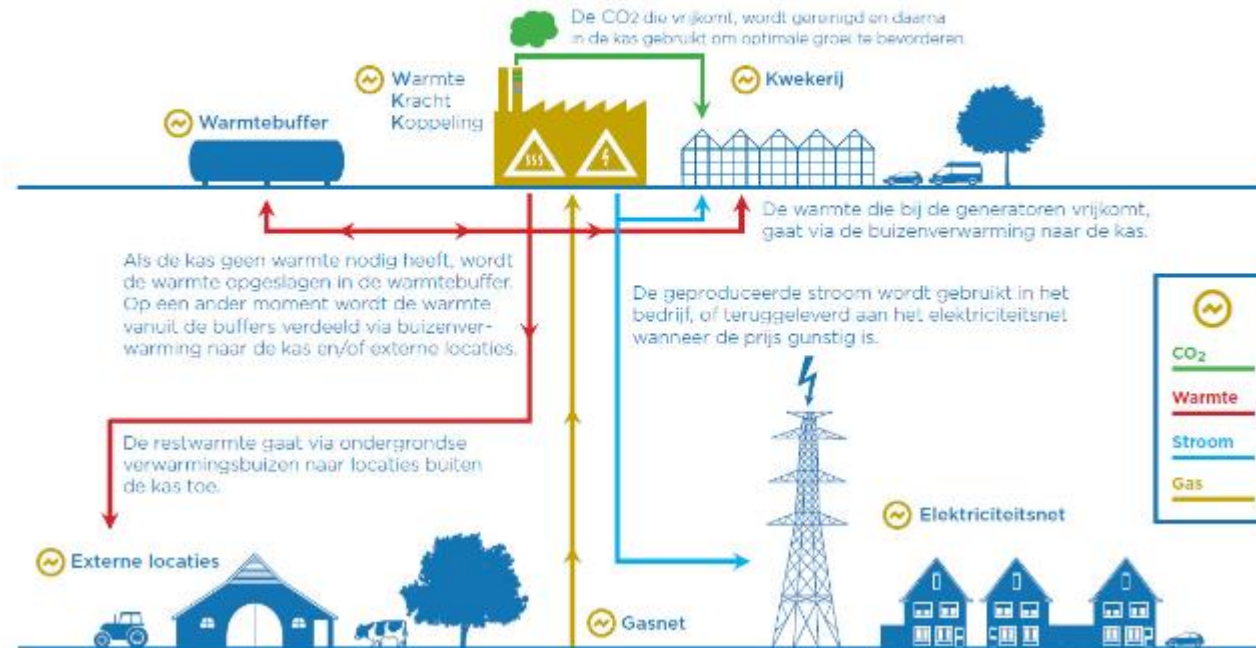 De CO2 die vrijkomt, wordt gereinigd en daarna
in de kas gebruikt om optimale groei te bevorderen.
Warmte
Kracht
Koppeling
Kwekerij
Warmtebuffer
De warmte die bij de generatoren vrijkomt,
gaat via de buizenverwarming naar de kas.
Als de kas geen warmte nodig heeft, wordt
de warmte opgeslagen in de warmtebuffer.
Op een ander moment wordt de warmte
vanuit de buffers verdeeld via buizenver-
warming naar de kas en/of externe locaties.
De geproduceerde stroom wordt gebruikt in het
bedrijf, of teruggeleverd aan het elektriciteitsnet
wanneer de prijs gunstig is.
CO2
Warmte
Stroom
Gas
De restwarmte gaat via ondergrondse
verwarmingsbuizen naar locaties buiten
de kas toe.
Elektriciteitsnet
Externe locaties
Gasnet